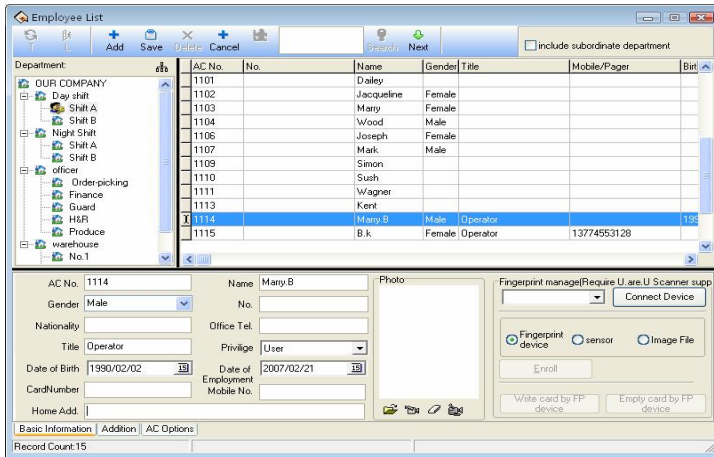 Employee List
Add Save Delete Cancel Search Next
include subordinate department
Department:
OUR COMPANY
Day shift
Shift A
Shift B
Night Shift
Shift A
Shift B
officer
Order-picking
Finance
Guard
H&R
Produce
warehouse
No.1
AC No. No. Name Gender Title Mobile/Pager Birt
1101 Dailey
1102 Jacqueline Female
1103 Marry Female
1104 Wood Male
1106 Joseph Female
1107 Mark Male
1109 Simon
1110 Sush
1111 Wagner
1113 Kent
1114 Marry.B Male Operator 199
1115 B.k Female Operator 13774553128
AC No. 1114
Name Marry.B
Gender Male
No.
Nationality
Office Tel.
Title Operator
Privilige User
Date of Birth 1990/02/02
Date of Employment 2007/02/21
CardNumber
Mobile No.
Home Add.
Photo
Fingerprint manage(Require U.are.U Scanner supp
Connect Device
Fingerprint device
sensor
Image File
Enroll
Write card by FP device
Empty card by FP device
Basic Information Addition AC Options
Record Count:15